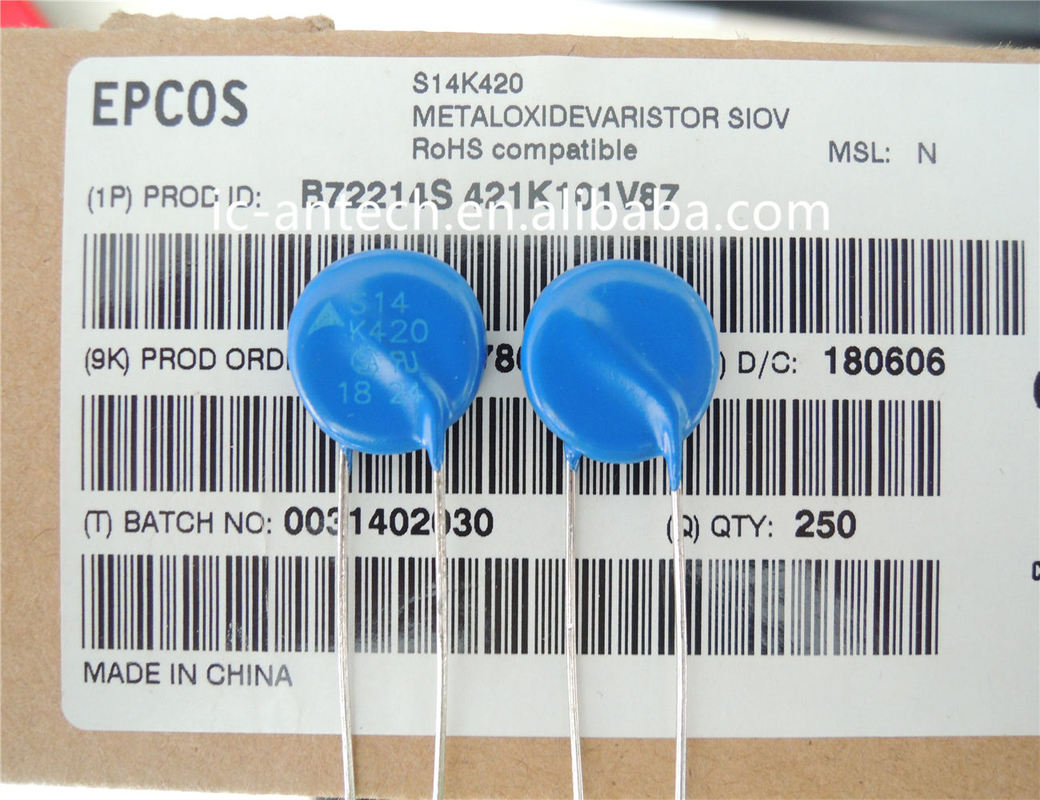 EPCOS
S14K420
METALOXIDEVARISTOR SIOV
RoHS compatible
MSL: N
(1P) PROD ID: B72214S 421K101V87
ic-antech.en.alibaba.com
S14
K420
18 24
(9K) PROD ORD
D/C: 180606
(T) BATCH NO: 0031402030
(Q) QTY: 250
MADE IN CHINA